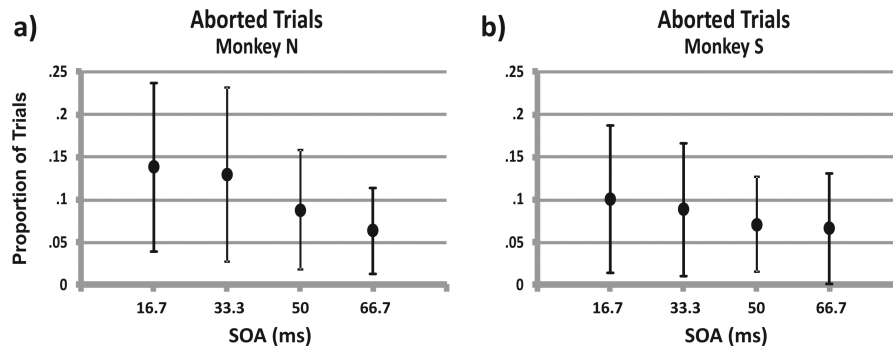 a)
Aborted Trials
Monkey N
Proportion of Trials
.25
.2
.15
.1
.05
0
16.7 33.3 50 66.7
SOA (ms)
b)
Aborted Trials
Monkey S
.25
.2
.15
.1
.05
0
16.7 33.3 50 66.7
SOA (ms)